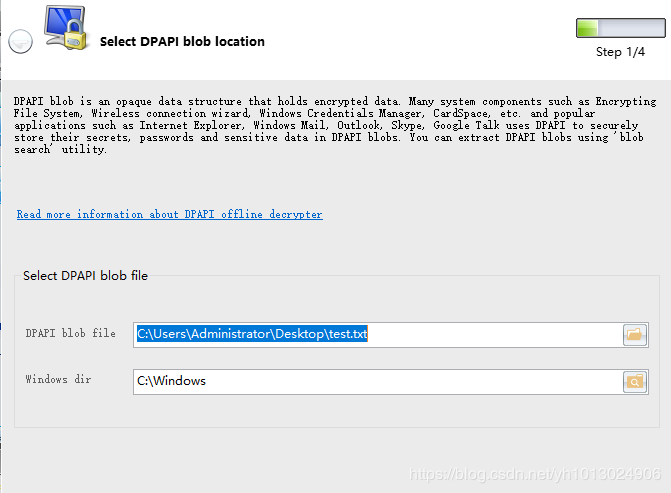 Select DPAPI blob location
Step 1/4
DPAPI blob is an opaque data structure that holds encrypted data. Many system components such as Encrypting
File System, Wireless connection wizard, Windows Credentials Manager, CardSpace, etc. and popular
applications such as Internet Explorer, Windows Mail, Outlook, Skype, Google Talk uses DPAPI to securely
store their secrets, passwords and sensitive data in DPAPI blobs. You can extract DPAPI blobs using 'blob
search' utility.
Read more information about DPAPI offline decrypter
Select DPAPI blob file
DPAPI blob file
C:\Users\Administrator\Desktop\test.txt
Windows dir
C:\Windows
https://blog.csdn.net/yh1013024906